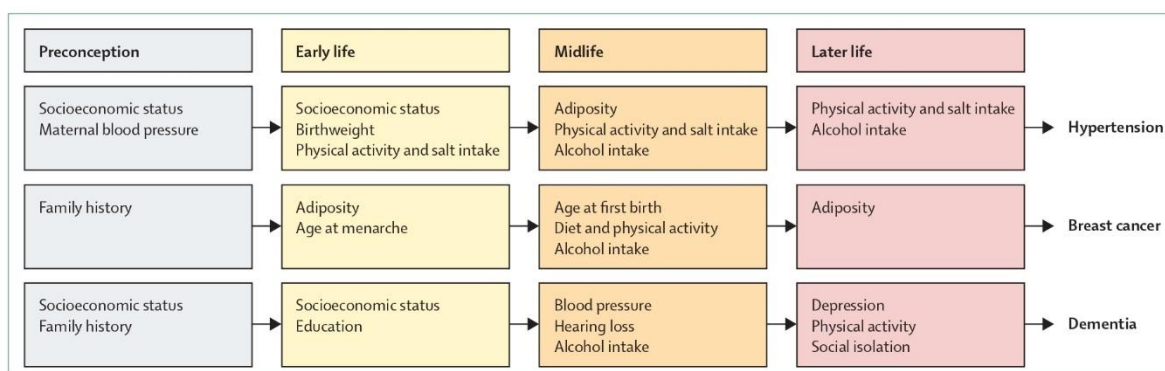 Preconception
Early life
Midlife
Later life
Socioeconomic status
Maternal blood pressure
Socioeconomic status
Birthweight
Physical activity and salt intake
Adiposity
Physical activity and salt intake
Alcohol intake
Physical activity and salt intake
Alcohol intake
Hypertension
Family history
Adiposity
Age at menarche
Age at first birth
Diet and physical activity
Alcohol intake
Adiposity
Breast cancer
Socioeconomic status
Family history
Socioeconomic status
Education
Blood pressure
Hearing loss
Alcohol intake
Depression
Physical activity
Social isolation
Dementia